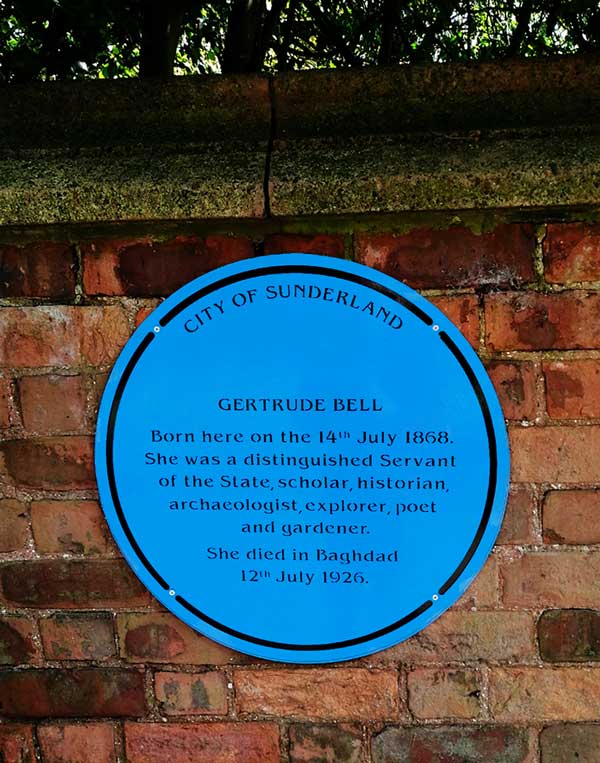 CITY OF SUNDERLAND
GERTRUDE BELL
Born here on the 14th July 1868.
She was a distinguished Servant
of the State, scholar, historian,
archaeologist, explorer, poet
and gardener.
She died in Baghdad
12th July 1926.